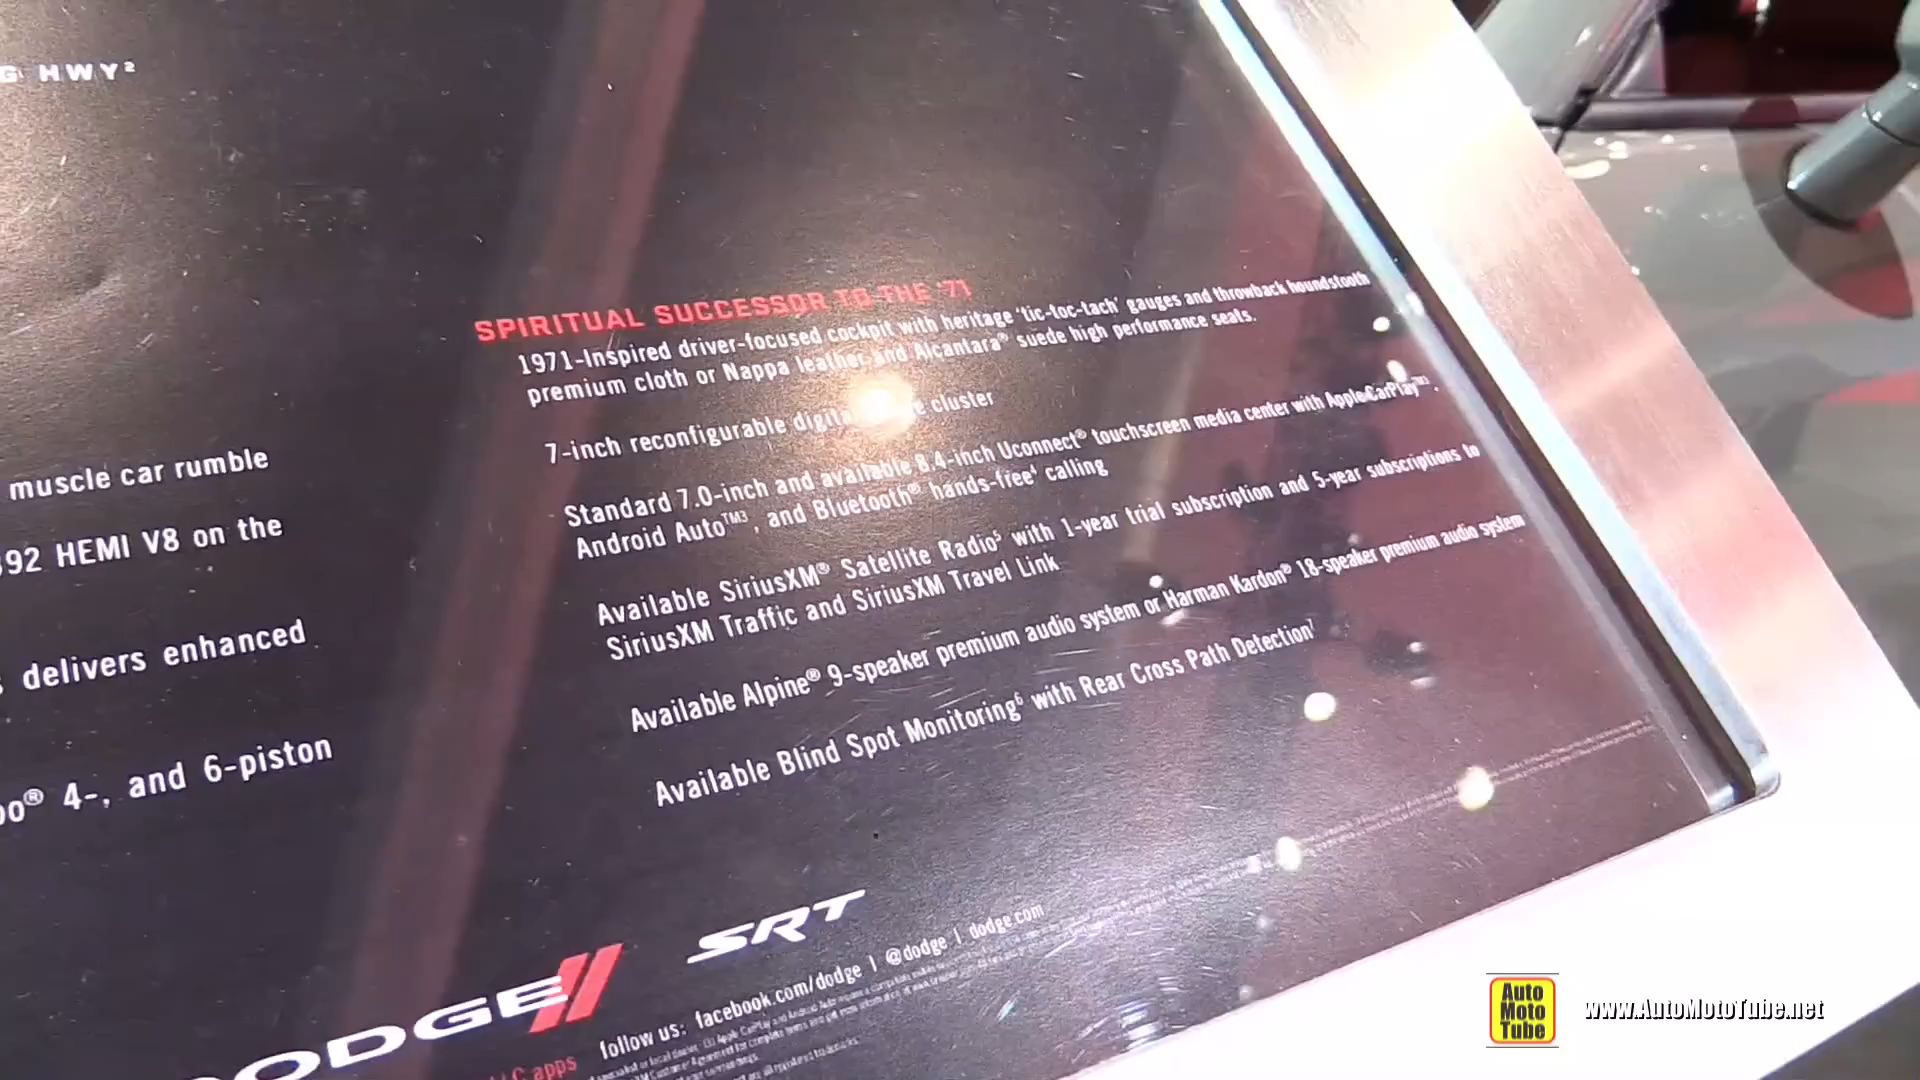 G HWY²
muscle car rumble
92 HEMI V8 on the
delivers enhanced
4-, and 6-piston
SPIRITUAL SUCCESSOR TO THE '71
1971-Inspired driver-focused cockpit with heritage 'tic-toc-tach' gauges and throwback houndstooth
premium cloth or Nappa leather and Alcantara® suede high performance seats.
7-inch reconfigurable cluster
Standard 7.0-inch and available 8.4-inch Uconnect® touchscreen media center with Apple CarPlay™³,
Android Auto™³, and Bluetooth® hands-free⁴ calling
Available SiriusXM® Satellite Radio⁵ with 1-year trial subscription and 5-year subscriptions to
SiriusXM Traffic and SiriusXM Travel Link
Available Alpine® 9-speaker premium audio system or Harman Kardon® 18-speaker premium audio system
Available Blind Spot Monitoring⁶ with Rear Cross Path Detection⁷
DODGE SRT
follow us: facebook.com/dodge | @dodge | dodge.com
apps
Auto
Moto
Tube
www.AutoMotoTube.net